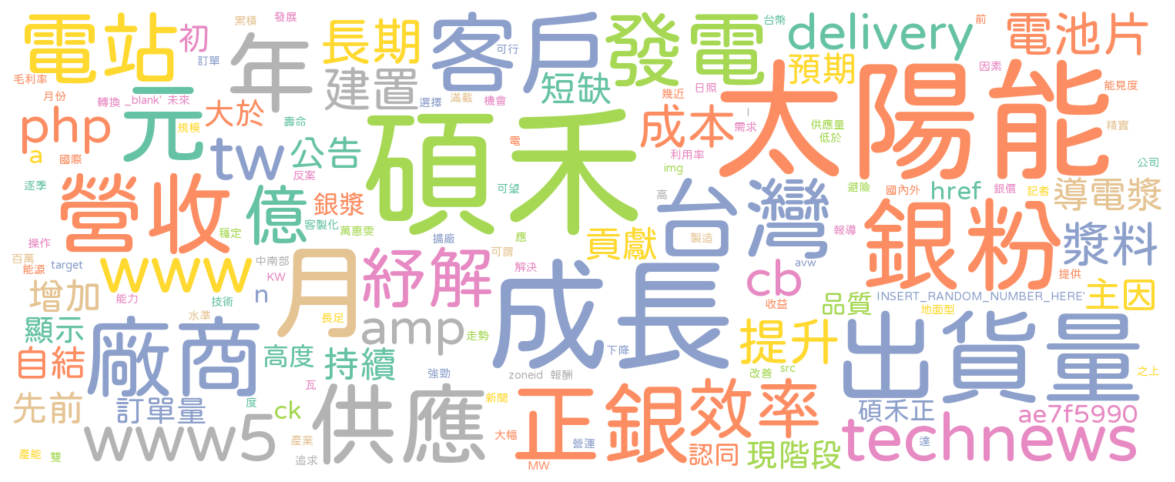 累積
發展
台幣
前
電站
初
訂單
年
長期
客戶
可行
發電
delivery
電池片
毛利率
月份
轉換
_blank'
未來
建置
短缺
選擇
滿載
機會
幾近
日照
預期
因素
能見度
php
元
規模
大於
壽命
碩禾
電
成本
需求
l
太陽能
供應量
低於
精實
a
國際
tw
公告
反案
利用率
img
公司
逐季
營收
億
銀漿
可望
高
台灣
避險
國內外
href
銀價
記者
導電漿
客製化
萬惠雯
穩定
操作
擴廠
應
貢獻
可謂
製造
報導
銀粉
漿料
百萬
能源
target
www
中南部
KW
月
紓解
成長
解決
cb
avw
收益
提供
增加
能力
n
技術
品質
INSERT_RANDOM_NUMBER_HERE'
地面型
主因
顯示
水準
長足
amp
走勢
提升
出貨量
自結
廠商
高度
持續
強勁
下降
zoneid
報酬
改善
src
之上
瓦
先前
訂單量
度
ck
供應
新聞
正銀
效率
碩禾正
ae7f5990
www5
產業
追求
大幅
營運
認同
現階段
technews
達
產能
雙
MW